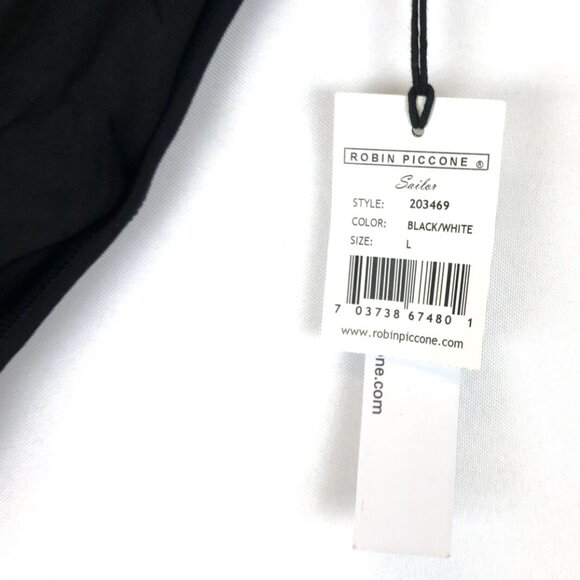 ROBIN PICCONE ®
Sailor
STYLE: 203469
COLOR: BLACK/WHITE
SIZE: L
7 03738 67480 1
www.robinpiccone.com
one.com